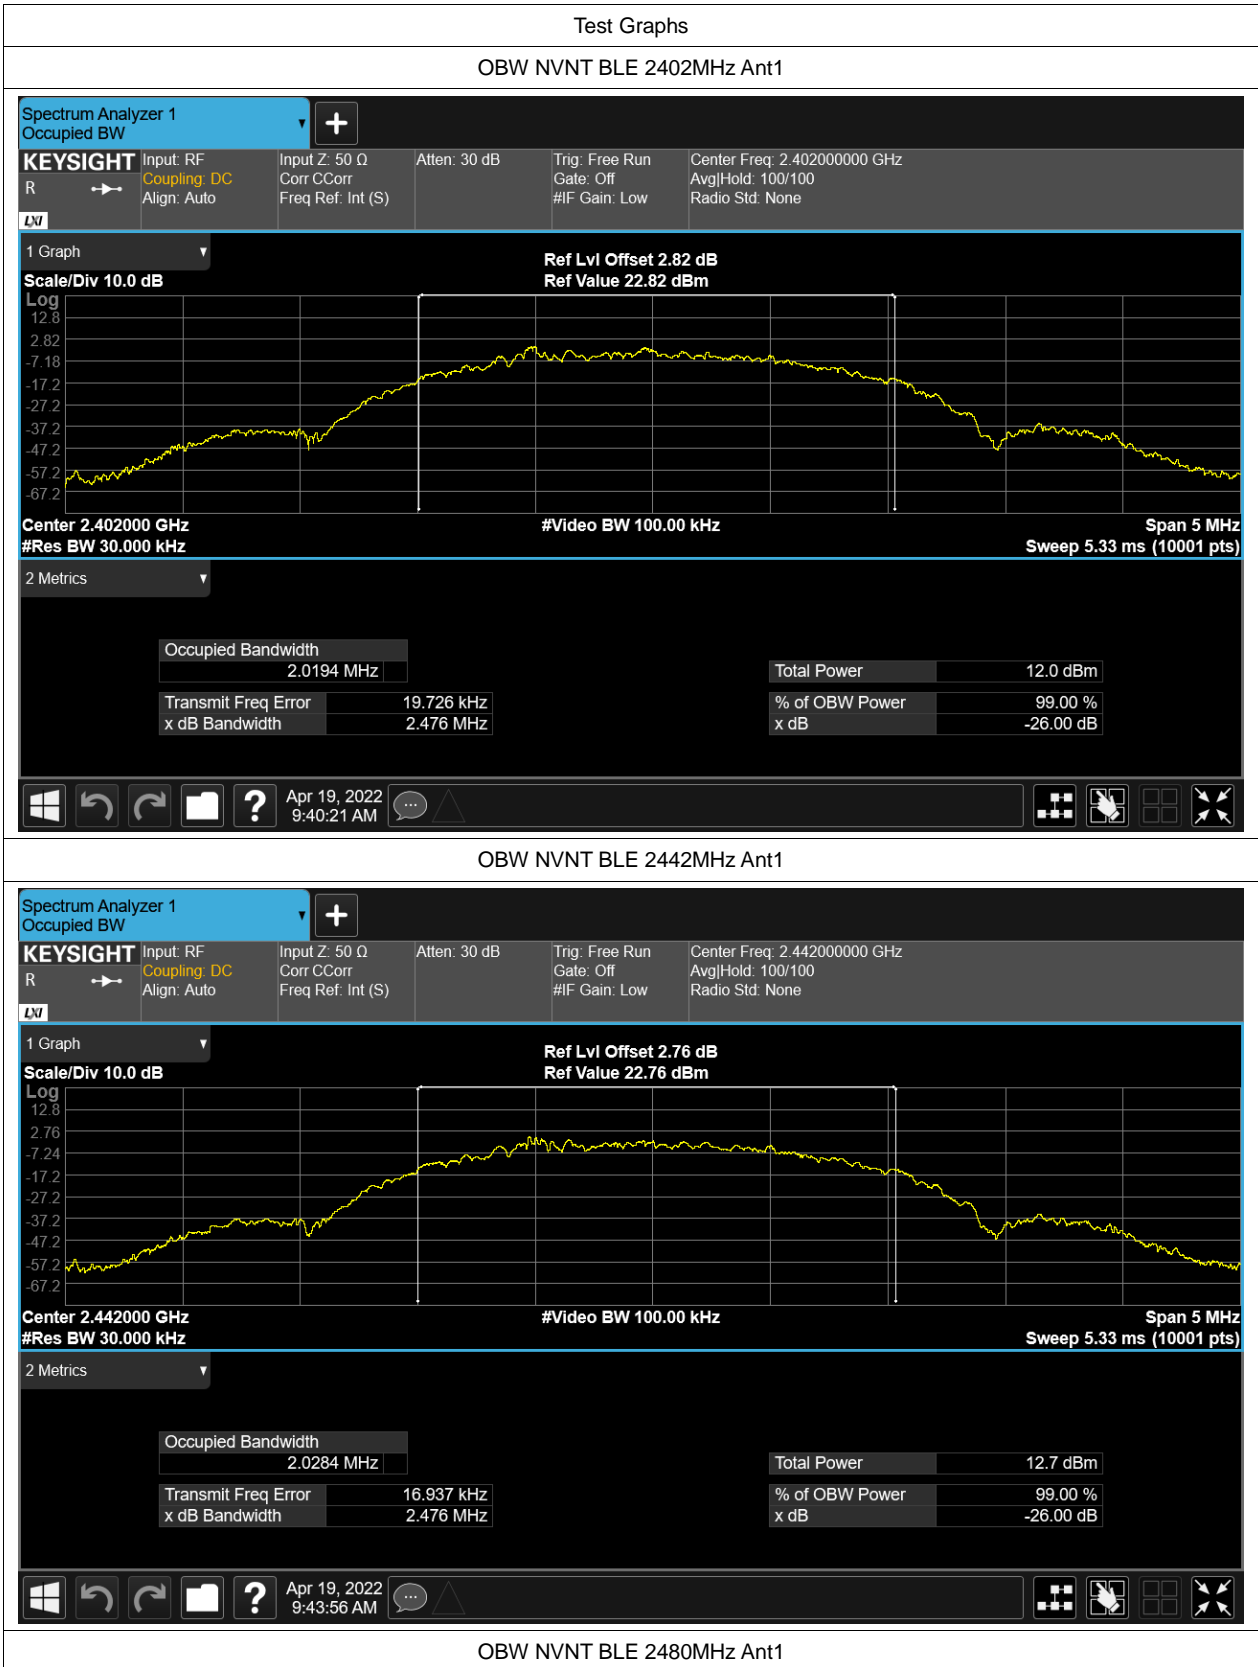 Test Graphs
OBW NVNT BLE 2402MHz Ant1
Spectrum Analyzer 1
Occupied BW
KEYSIGHT
R
LXI
Input: RF
Coupling: DC
Align: Auto
Input Z: 50 Ω
Corr CCorr
Freq Ref: Int (S)
Atten: 30 dB
Trig: Free Run
Gate: Off
#IF Gain: Low
Center Freq: 2.402000000 GHz
Avg|Hold: 100/100
Radio Std: None
1 Graph
Scale/Div 10.0 dB
Ref Lvl Offset 2.82 dB
Ref Value 22.82 dBm
Log
12.8
2.82
-7.18
-17.2
-27.2
-37.2
-47.2
-57.2
-67.2
Center 2.402000 GHz
#Video BW 100.00 kHz
Span 5 MHz
#Res BW 30.000 kHz
Sweep 5.33 ms (10001 pts)
2 Metrics
Occupied Bandwidth
2.0194 MHz
Total Power 12.0 dBm
Transmit Freq Error 19.726 kHz
% of OBW Power 99.00 %
x dB Bandwidth 2.476 MHz
x dB -26.00 dB
?
Apr 19, 2022
9:40:21 AM
OBW NVNT BLE 2442MHz Ant1
Spectrum Analyzer 1
Occupied BW
KEYSIGHT
R
LXI
Input: RF
Coupling: DC
Align: Auto
Input Z: 50 Ω
Corr CCorr
Freq Ref: Int (S)
Atten: 30 dB
Trig: Free Run
Gate: Off
#IF Gain: Low
Center Freq: 2.442000000 GHz
Avg|Hold: 100/100
Radio Std: None
1 Graph
Scale/Div 10.0 dB
Ref Lvl Offset 2.76 dB
Ref Value 22.76 dBm
Log
12.8
2.76
-7.24
-17.2
-27.2
-37.2
-47.2
-57.2
-67.2
Center 2.442000 GHz
#Video BW 100.00 kHz
Span 5 MHz
#Res BW 30.000 kHz
Sweep 5.33 ms (10001 pts)
2 Metrics
Occupied Bandwidth
2.0284 MHz
Total Power 12.7 dBm
Transmit Freq Error 16.937 kHz
% of OBW Power 99.00 %
x dB Bandwidth 2.476 MHz
x dB -26.00 dB
?
Apr 19, 2022
9:43:56 AM
OBW NVNT BLE 2480MHz Ant1